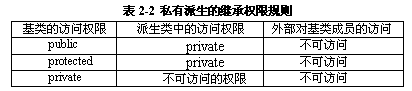 表 2-2 私有派生的继承权限规则
基类的访问权限 派生类中的访问权限 外部对基类成员的访问
public private 不可访问
protected private 不可访问
private 不可访问的权限 不可访问